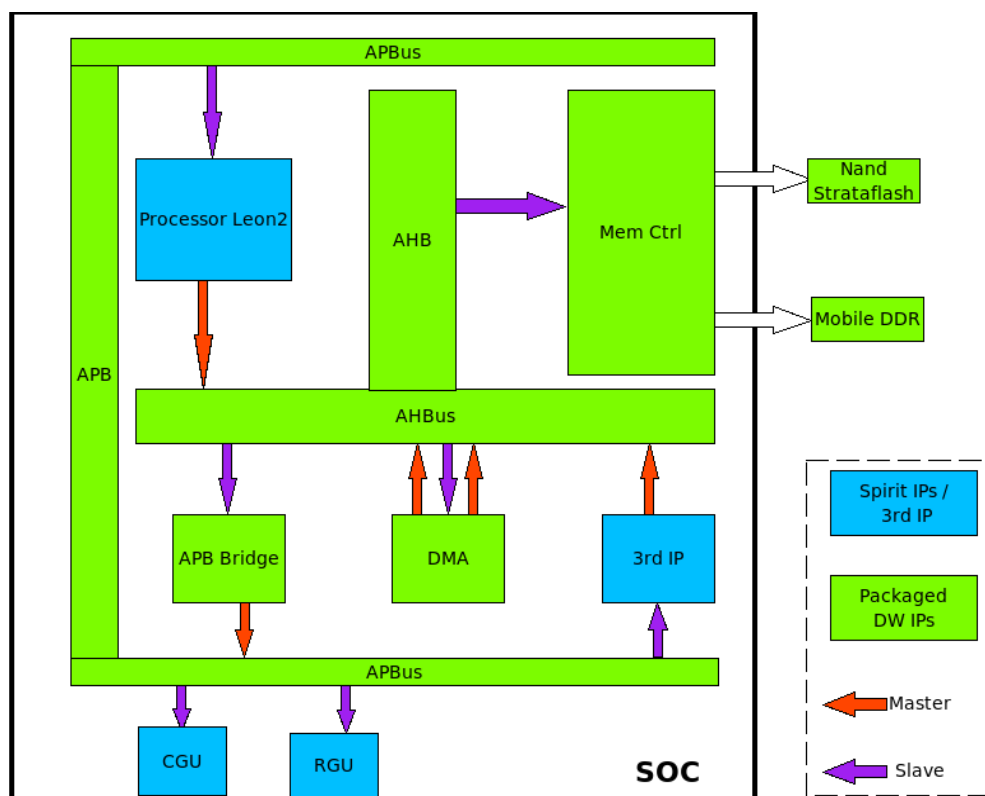 APBus
Processor Leon2
AHB
Mem Ctrl
Nand
Strataflash
Mobile DDR
APB
AHBus
APB Bridge
DMA
3rd IP
APBus
CGU
RGU
SOC
Spirit IPs /
3rd IP
Packaged
DW IPs
Master
Slave